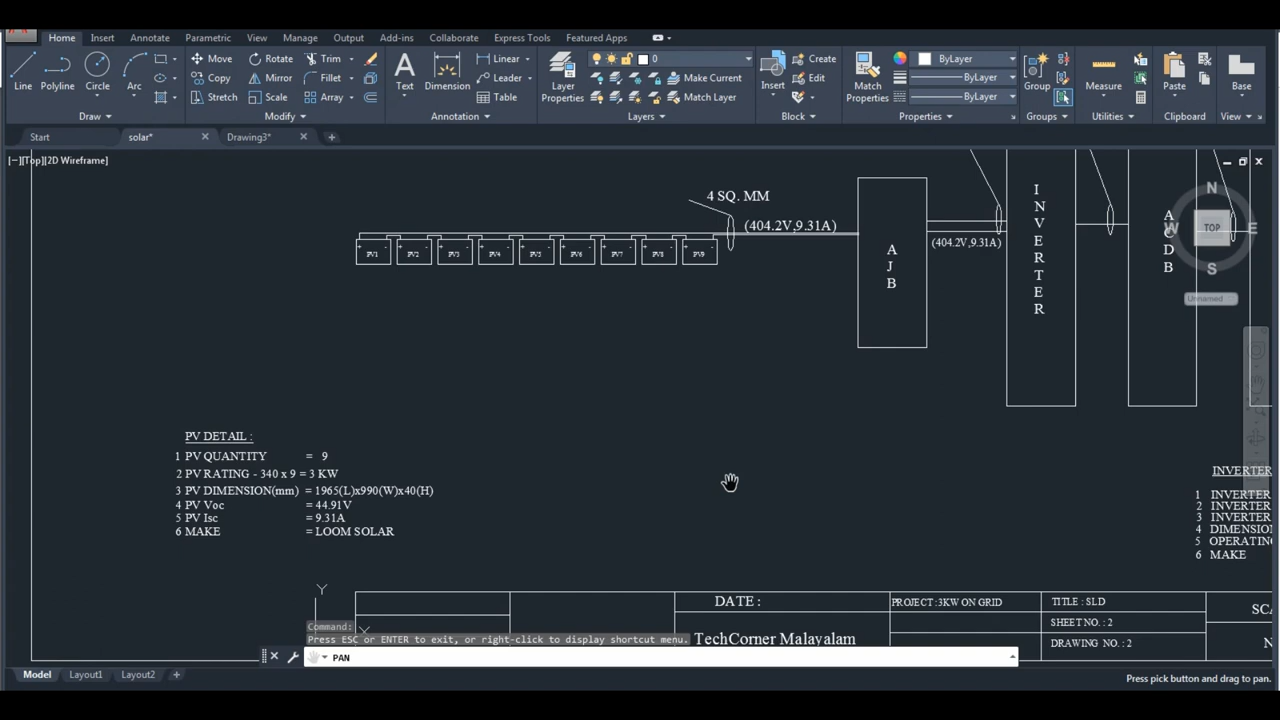 Home Insert Annotate Parametric View Manage Output Add-ins Collaborate Express Tools Featured Apps
Move Rotate Trim Linear 0 Create ByLayer
Line Polyline Circle Arc Copy Mirror Fillet Text Dimension Leader Layer Properties Make Current Insert Edit Match Properties ByLayer Group Measure Paste Base
Stretch Scale Array Table Match Layer ByLayer
Draw Modify Annotation Layers Block Properties Groups Utilities Clipboard View
Start solar* Drawing3* +
[−][Top][2D Wireframe]
4 SQ. MM
(404.2V,9.31A)
+ PV1 - + PV2 - + PV3 - + PV4 - + PV5 - + PV6 - + PV7 - + PV8 - + PV9 -
AJB
(404.2V,9.31A)
INVERTER
ACDB
N
W TOP E
S
Unnamed
PV DETAIL :
1 PV QUANTITY = 9
2 PV RATING - 340 x 9 = 3 KW
3 PV DIMENSION(mm) = 1965(L)x990(W)x40(H)
4 PV Voc = 44.91V
5 PV Isc = 9.31A
6 MAKE = LOOM SOLAR
INVERTER
1 INVERTER
2 INVERTER
3 INVERTER
4 DIMENSIO
5 OPERATING
6 MAKE
Y
DATE :
PROJECT :3KW ON GRID
TITLE : SLD
SCA
SHEET NO. : 2
TechCorner Malayalam
DRAWING NO. : 2
N
Command:
Press ESC or ENTER to exit, or right-click to display shortcut menu.
PAN
Model Layout1 Layout2 +
Press pick button and drag to pan.